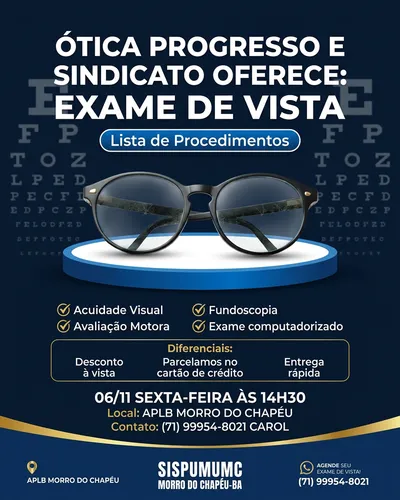 ÓTICA PROGRESSO E
SINDICATO OFERECE:
EXAME DE VISTA
Lista de Procedimentos
E
F P
T O Z
L P E D
P E C F D
E D F C Z P
F E L O P Z D
Acuidade Visual
Fundoscopia
Avaliação Motora
Exame computadorizado
Diferenciais:
Desconto
à vista
Parcelamos no
cartão de crédito
Entrega
rápida
06/11 SEXTA-FEIRA ÀS 14H30
Local: APLB MORRO DO CHAPÉU
Contato: (71) 99954-8021 CAROL
APLB MORRO DO CHAPÉU
SISPUMUMC
MORRO DO CHAPÉU-BA
AGENDE SEU
EXAME DE VISTA!
(71) 99954-8021